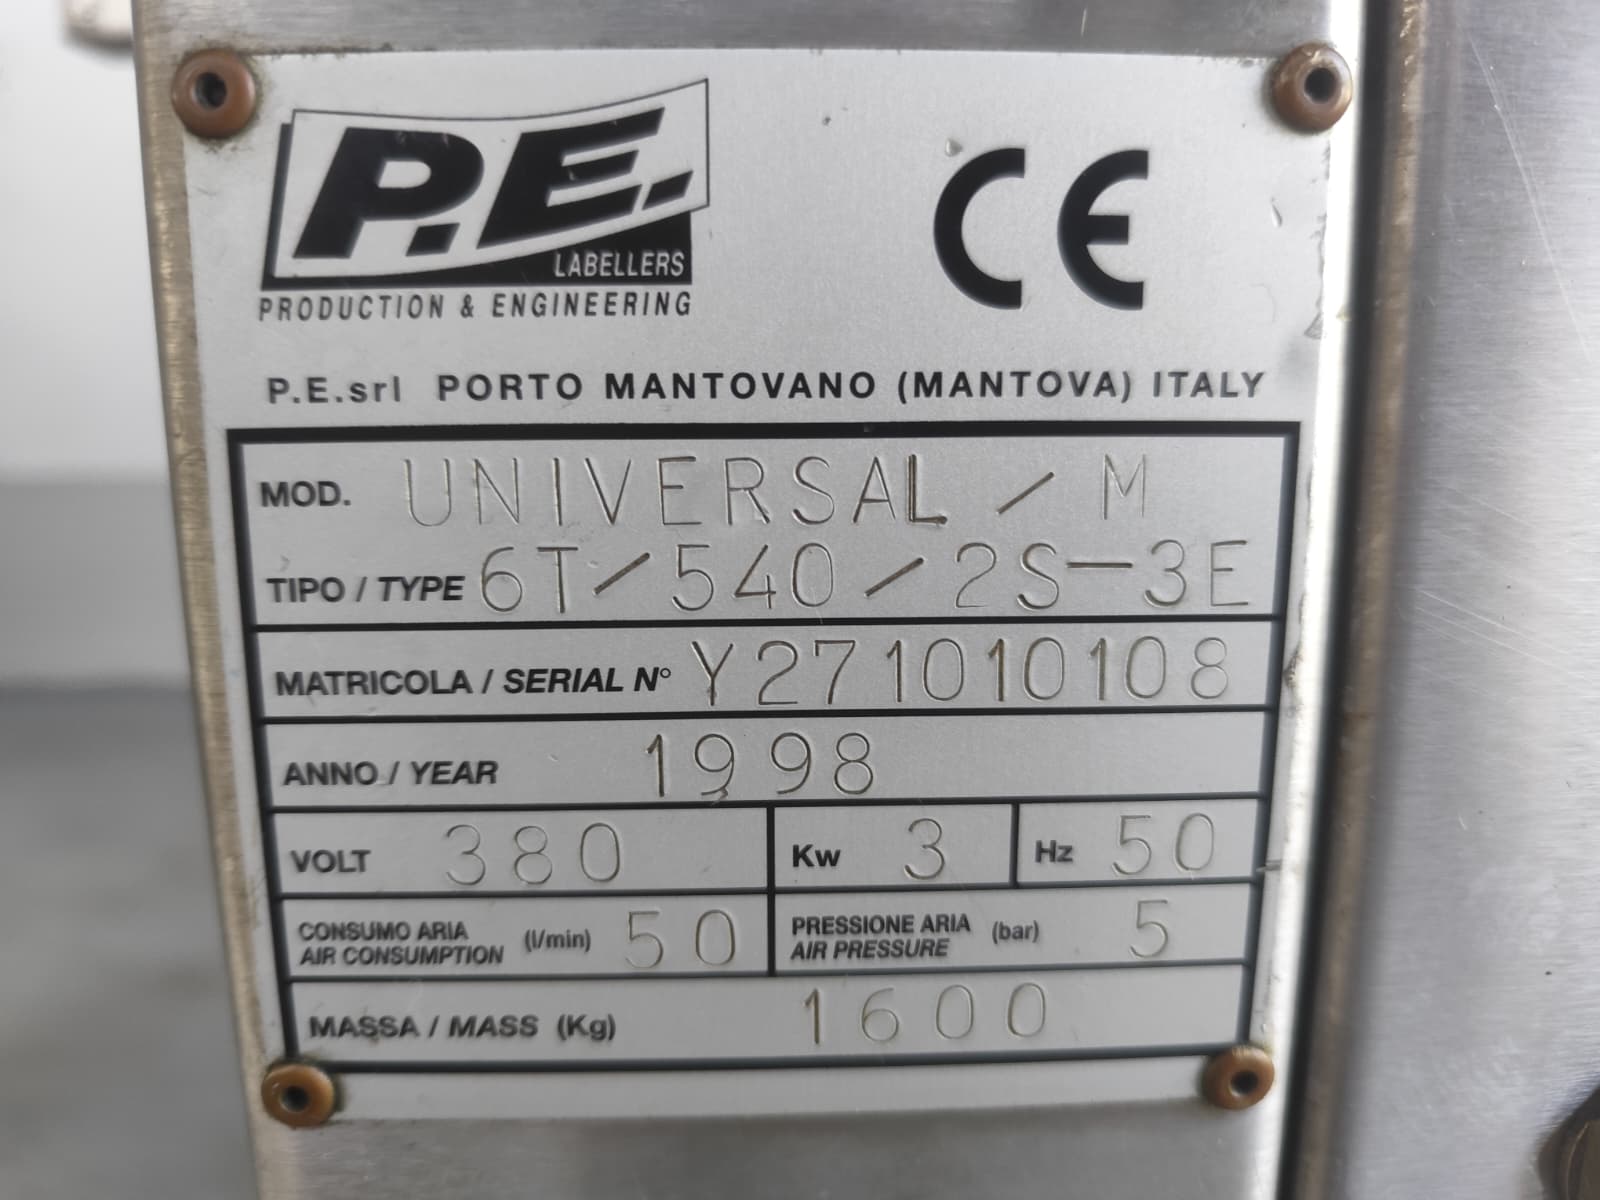 P.E.
LABELLERS
PRODUCTION & ENGINEERING
CE
P.E.srl PORTO MANTOVANO (MANTOVA) ITALY
MOD. UNIVERSAL / M
TIPO / TYPE 6T/540/2S-3E
MATRICOLA / SERIAL N° Y271010108
ANNO / YEAR 1998
VOLT 380 Kw 3 Hz 50
CONSUMO ARIA
AIR CONSUMPTION (l/min) 50
PRESSIONE ARIA
AIR PRESSURE (bar) 5
MASSA / MASS (Kg) 1600